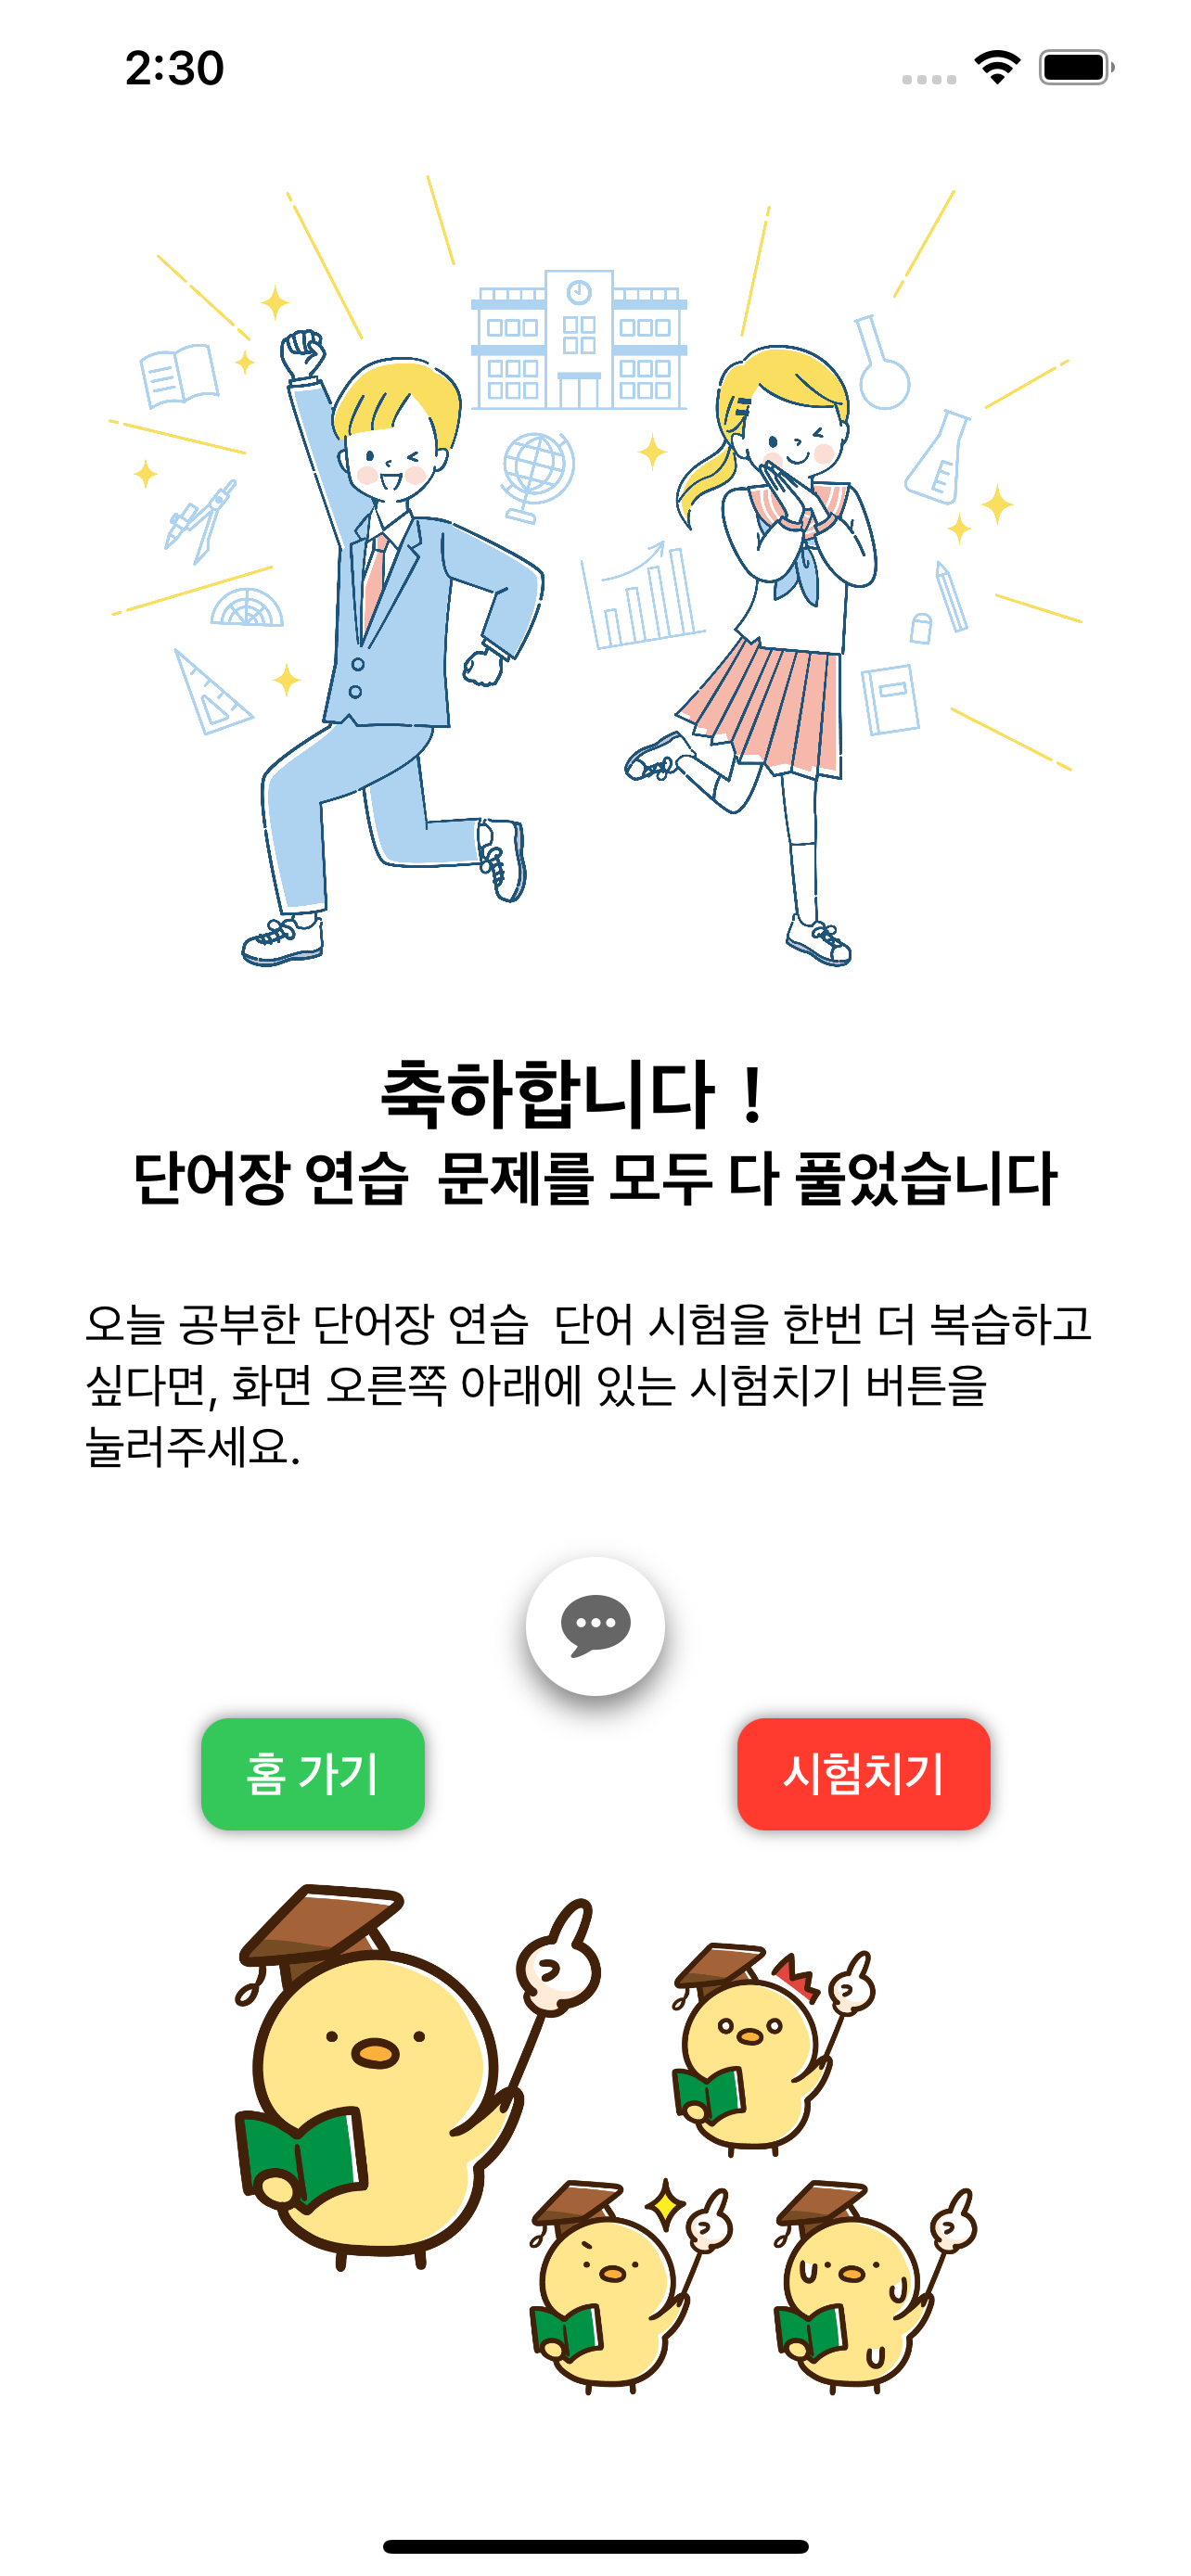 2:30
축하합니다 !
단어장 연습  문제를 모두 다 풀었습니다
오늘 공부한 단어장 연습  단어 시험을 한번 더 복습하고
싶다면, 화면 오른쪽 아래에 있는 시험치기 버튼을
눌러주세요.
홈 가기
시험치기